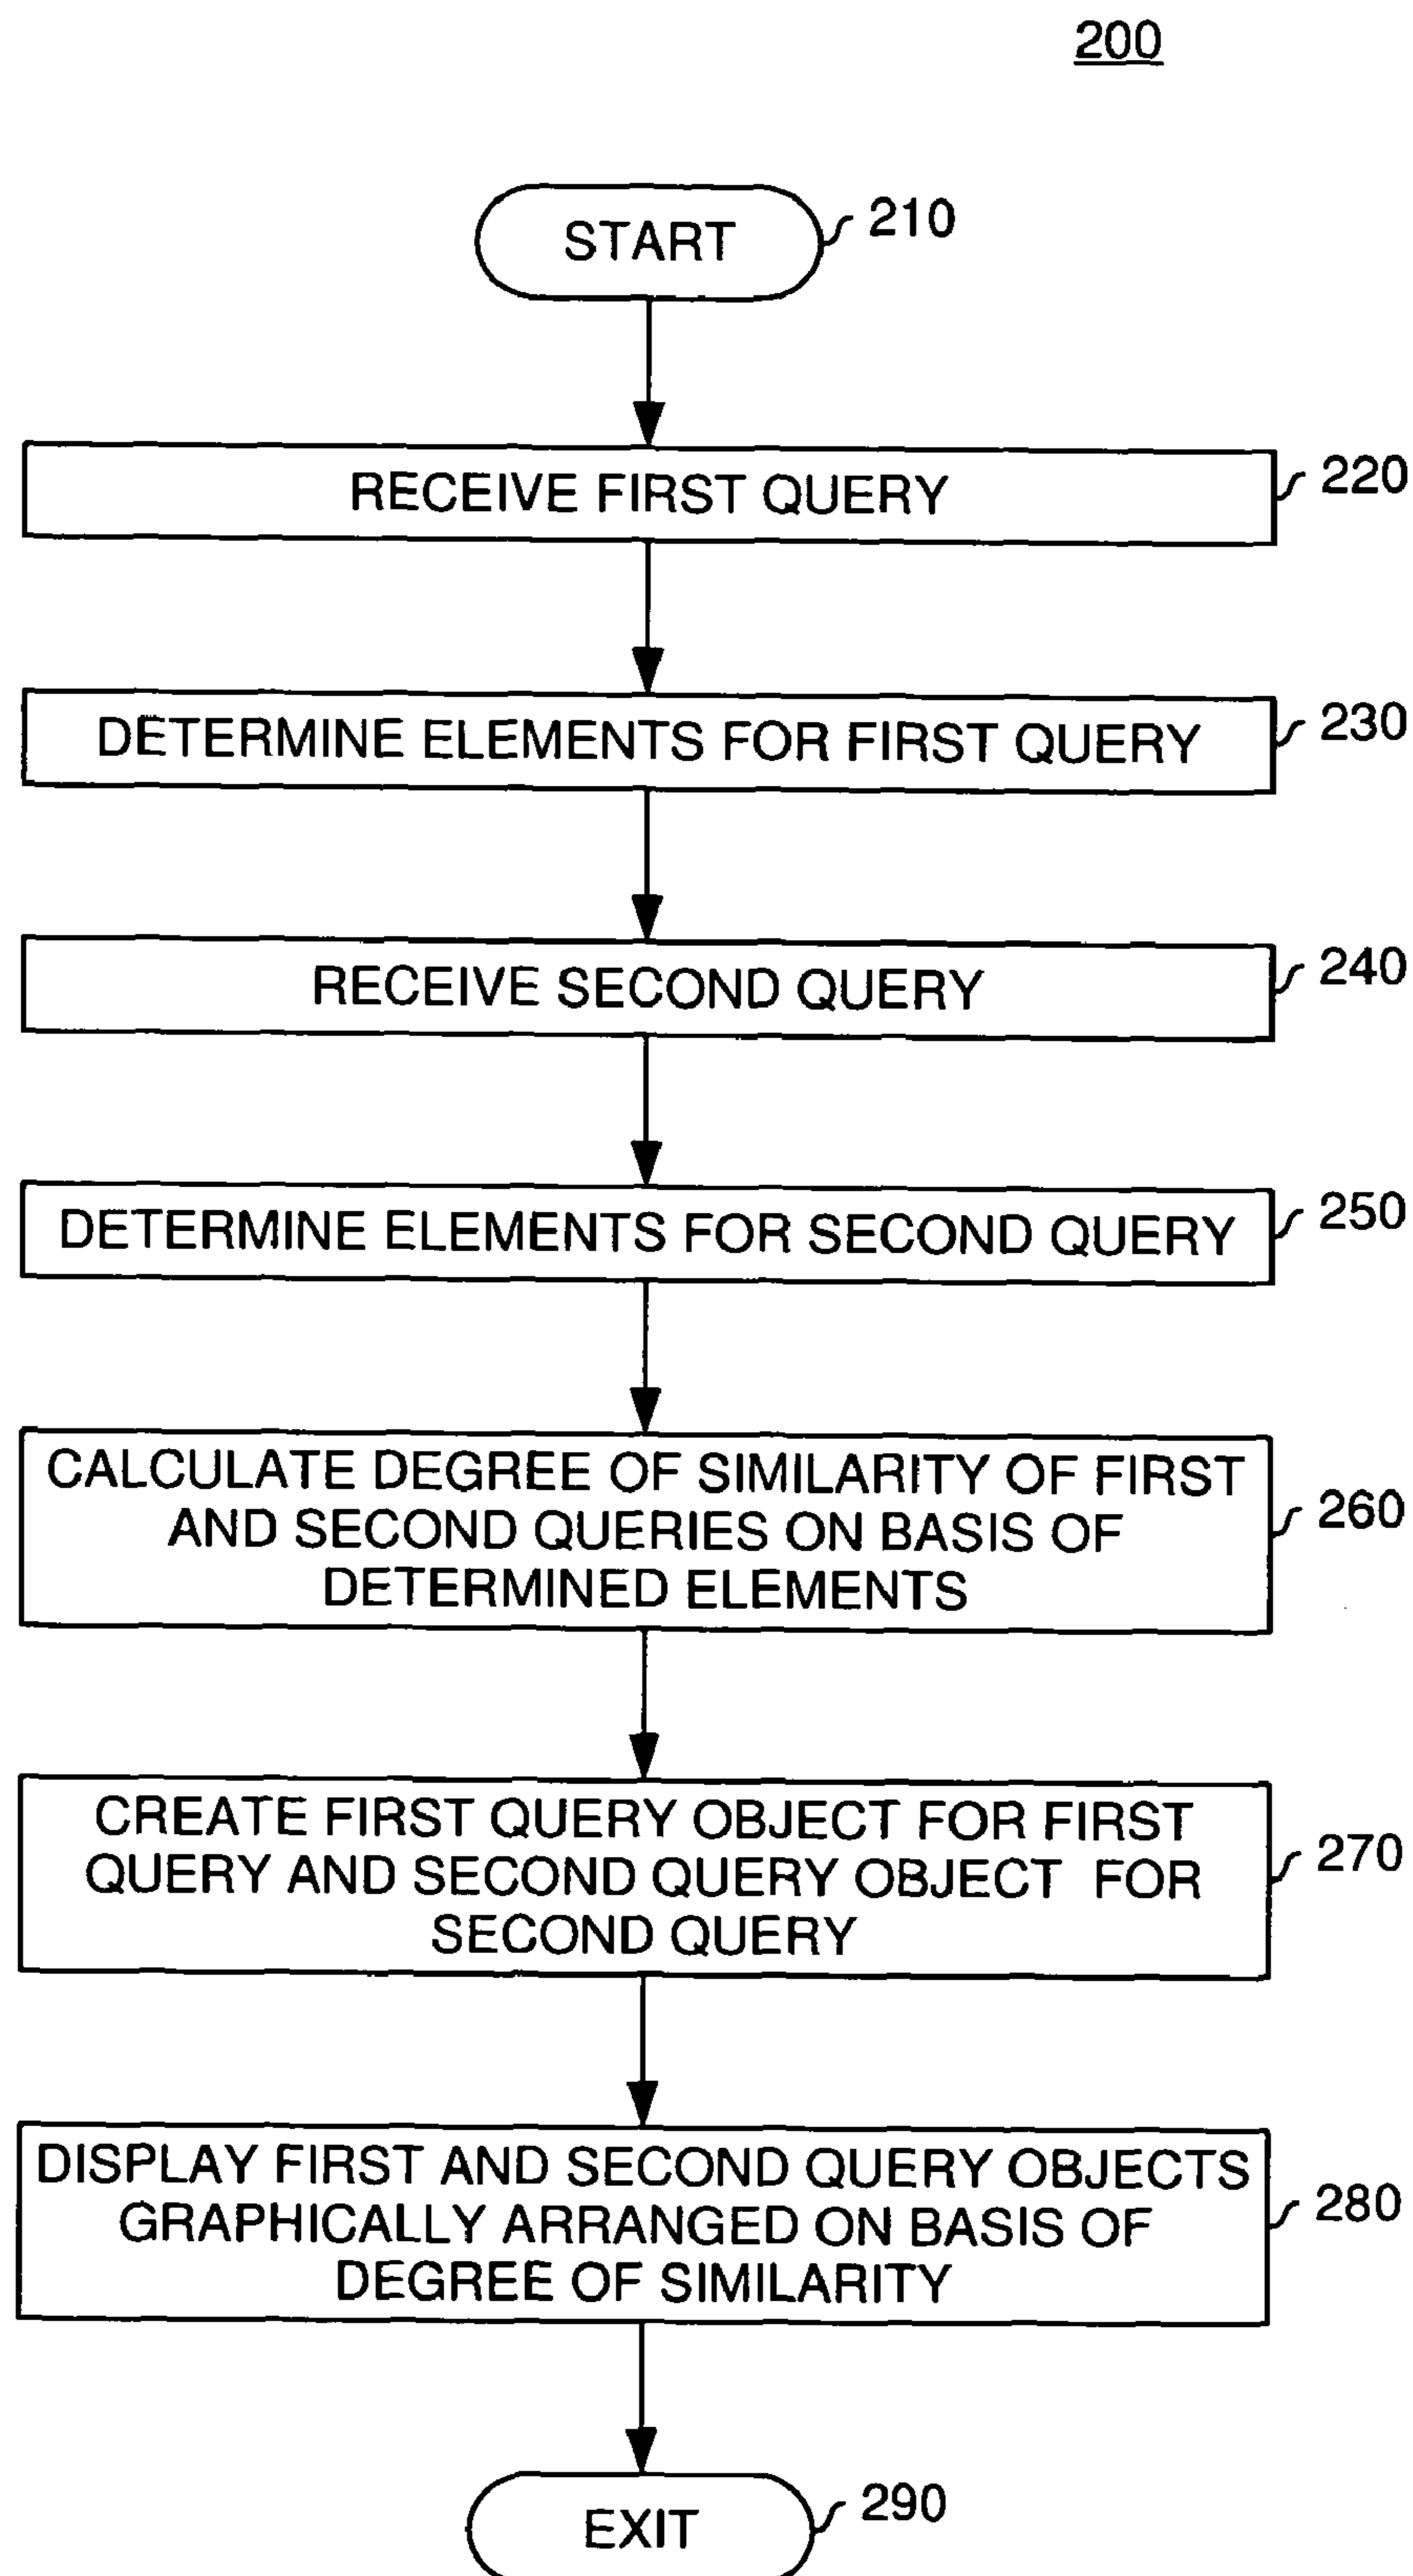 200
START
210
RECEIVE FIRST QUERY
220
DETERMINE ELEMENTS FOR FIRST QUERY
230
RECEIVE SECOND QUERY
240
DETERMINE ELEMENTS FOR SECOND QUERY
250
CALCULATE DEGREE OF SIMILARITY OF FIRST
AND SECOND QUERIES ON BASIS OF
DETERMINED ELEMENTS
260
CREATE FIRST QUERY OBJECT FOR FIRST
QUERY AND SECOND QUERY OBJECT FOR
SECOND QUERY
270
DISPLAY FIRST AND SECOND QUERY OBJECTS
GRAPHICALLY ARRANGED ON BASIS OF
DEGREE OF SIMILARITY
280
EXIT
290